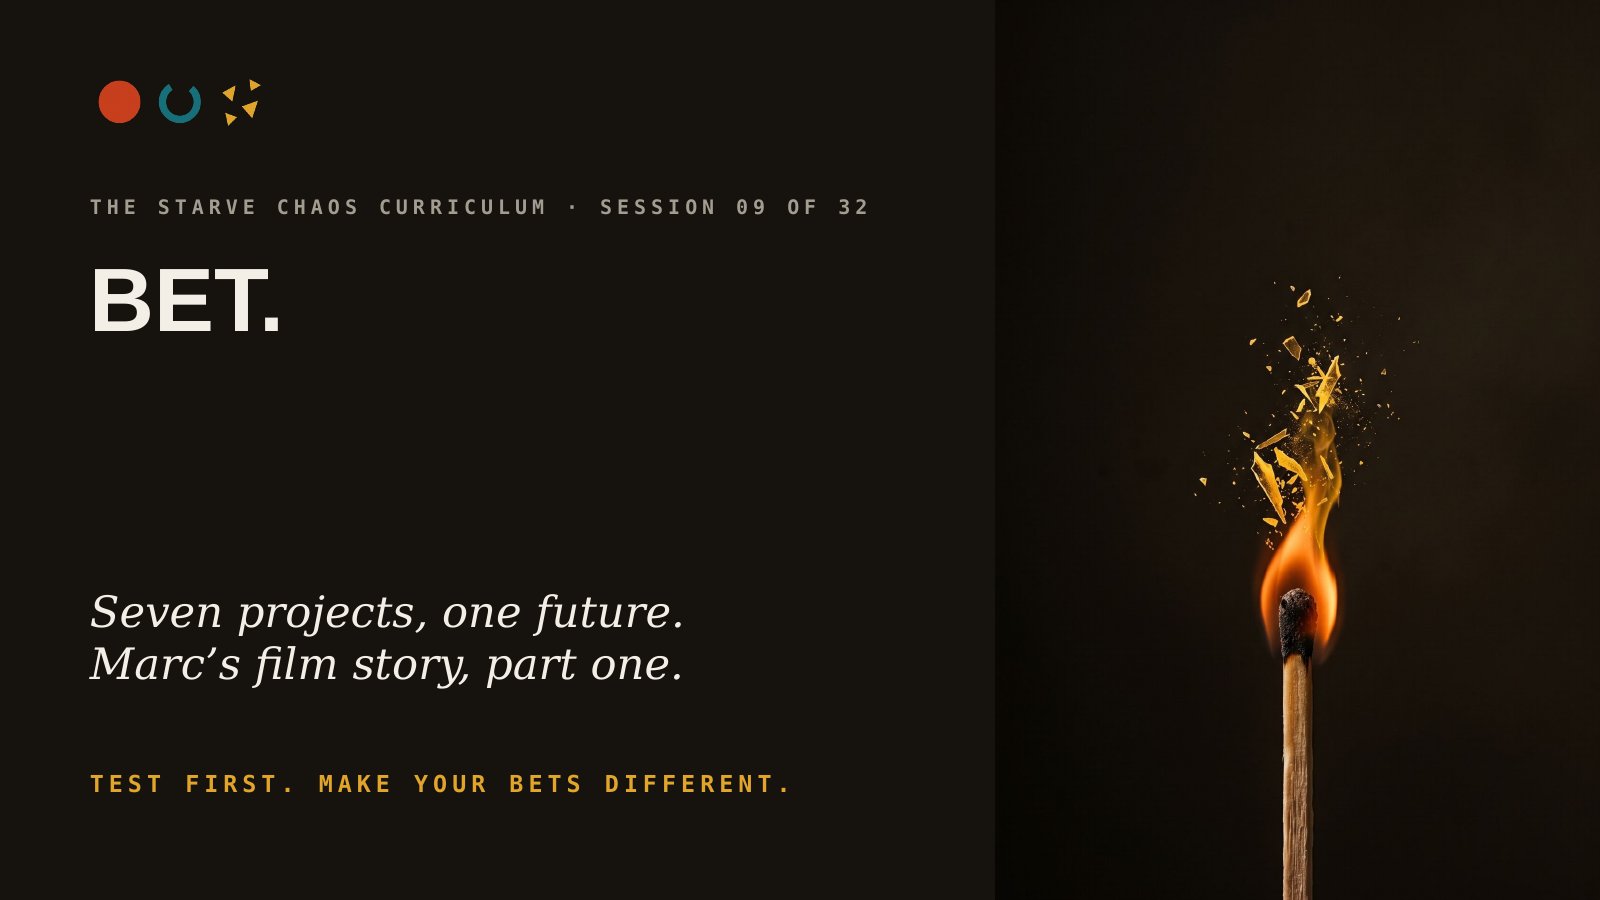 THE STARVE CHAOS CURRICULUM · SESSION 09 OF 32
BET.
Seven projects, one future.
Marc’s film story, part one.
TEST FIRST. MAKE YOUR BETS DIFFERENT.